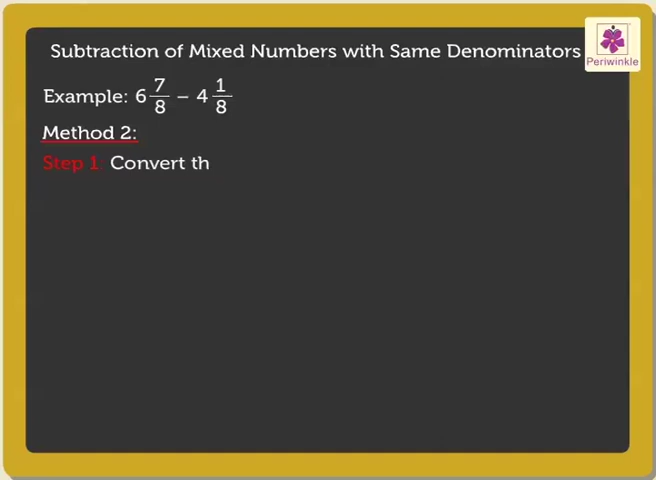 Subtraction of Mixed Numbers with Same Denominators
Periwinkle
Example: 6 7/8 – 4 1/8
Method 2:
Step 1: Convert th